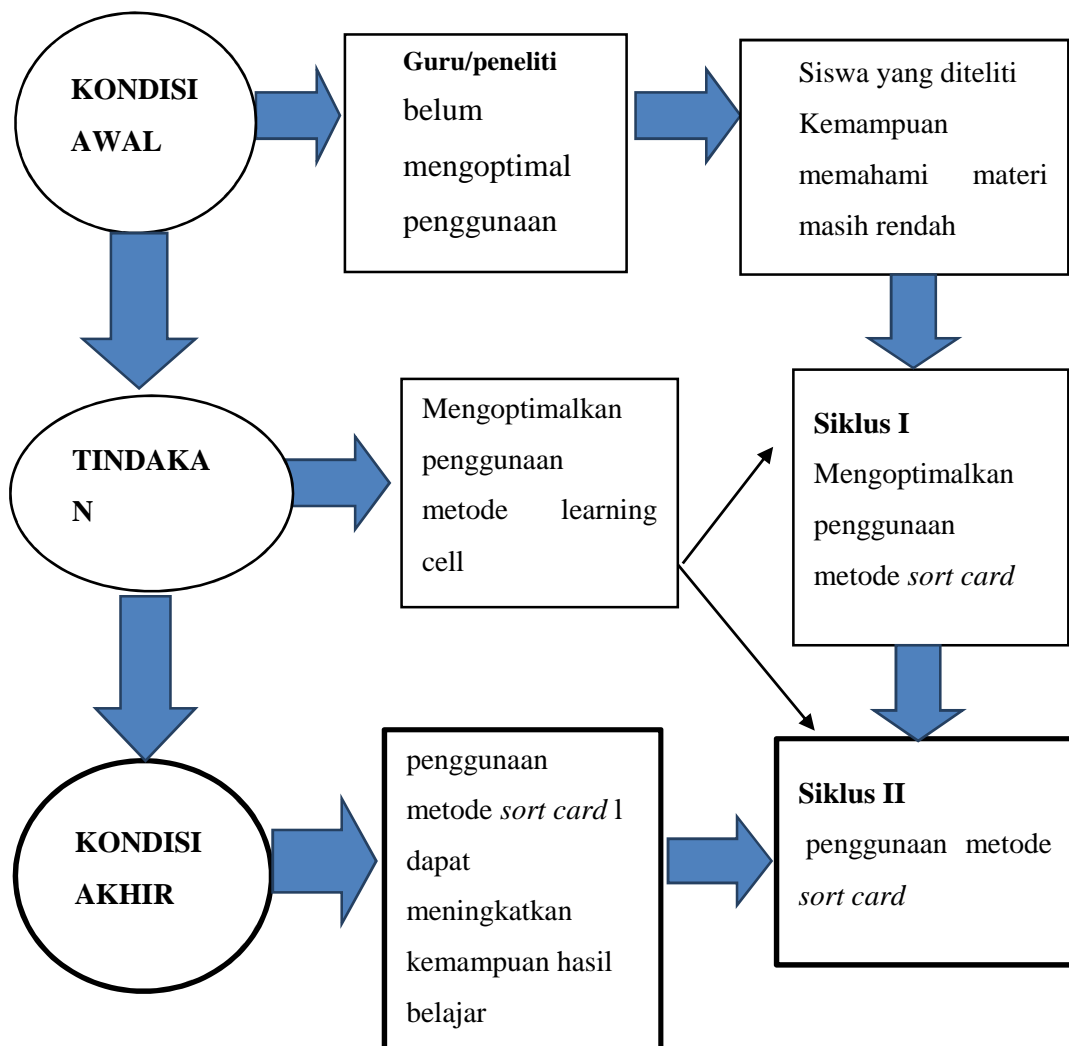 KONDISI
AWAL
Guru/peneliti
belum
mengoptimal
penggunaan
Siswa yang diteliti
Kemampuan
memahami materi
masih rendah
TINDAKA
N
Mengoptimalkan
penggunaan
metode learning
cell
Siklus I
Mengoptimalkan
penggunaan
metode sort card
KONDISI
AKHIR
penggunaan
metode sort card l
dapat
meningkatkan
kemampuan hasil
belajar
Siklus II
penggunaan metode
sort card